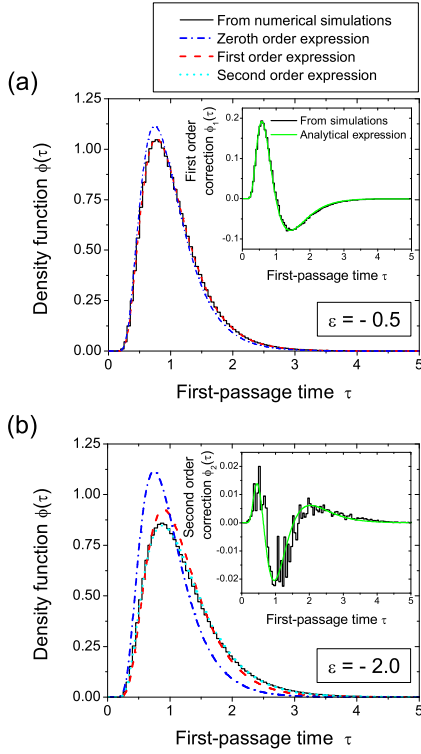 From numerical simulations
Zeroth order expression
First order expression
Second order expression
(a)
1.25
1.00
0.75
0.50
0.25
0.00
Density function ϕ(τ)
0 1 2 3 4 5
First-passage time τ
ε = - 0.5
0.2
0.1
0.0
-0.1
First order
correction ϕ₁(τ)
From simulations
Analytical expression
0 1 2 3 4 5
First-passage time τ
(b)
1.25
1.00
0.75
0.50
0.25
0.00
Density function ϕ(τ)
0 1 2 3 4 5
First-passage time τ
ε = - 2.0
0.02
0.01
0.00
-0.01
-0.02
Second order
correction ϕ₂(τ)
0 1 2 3 4 5
First-passage time τ